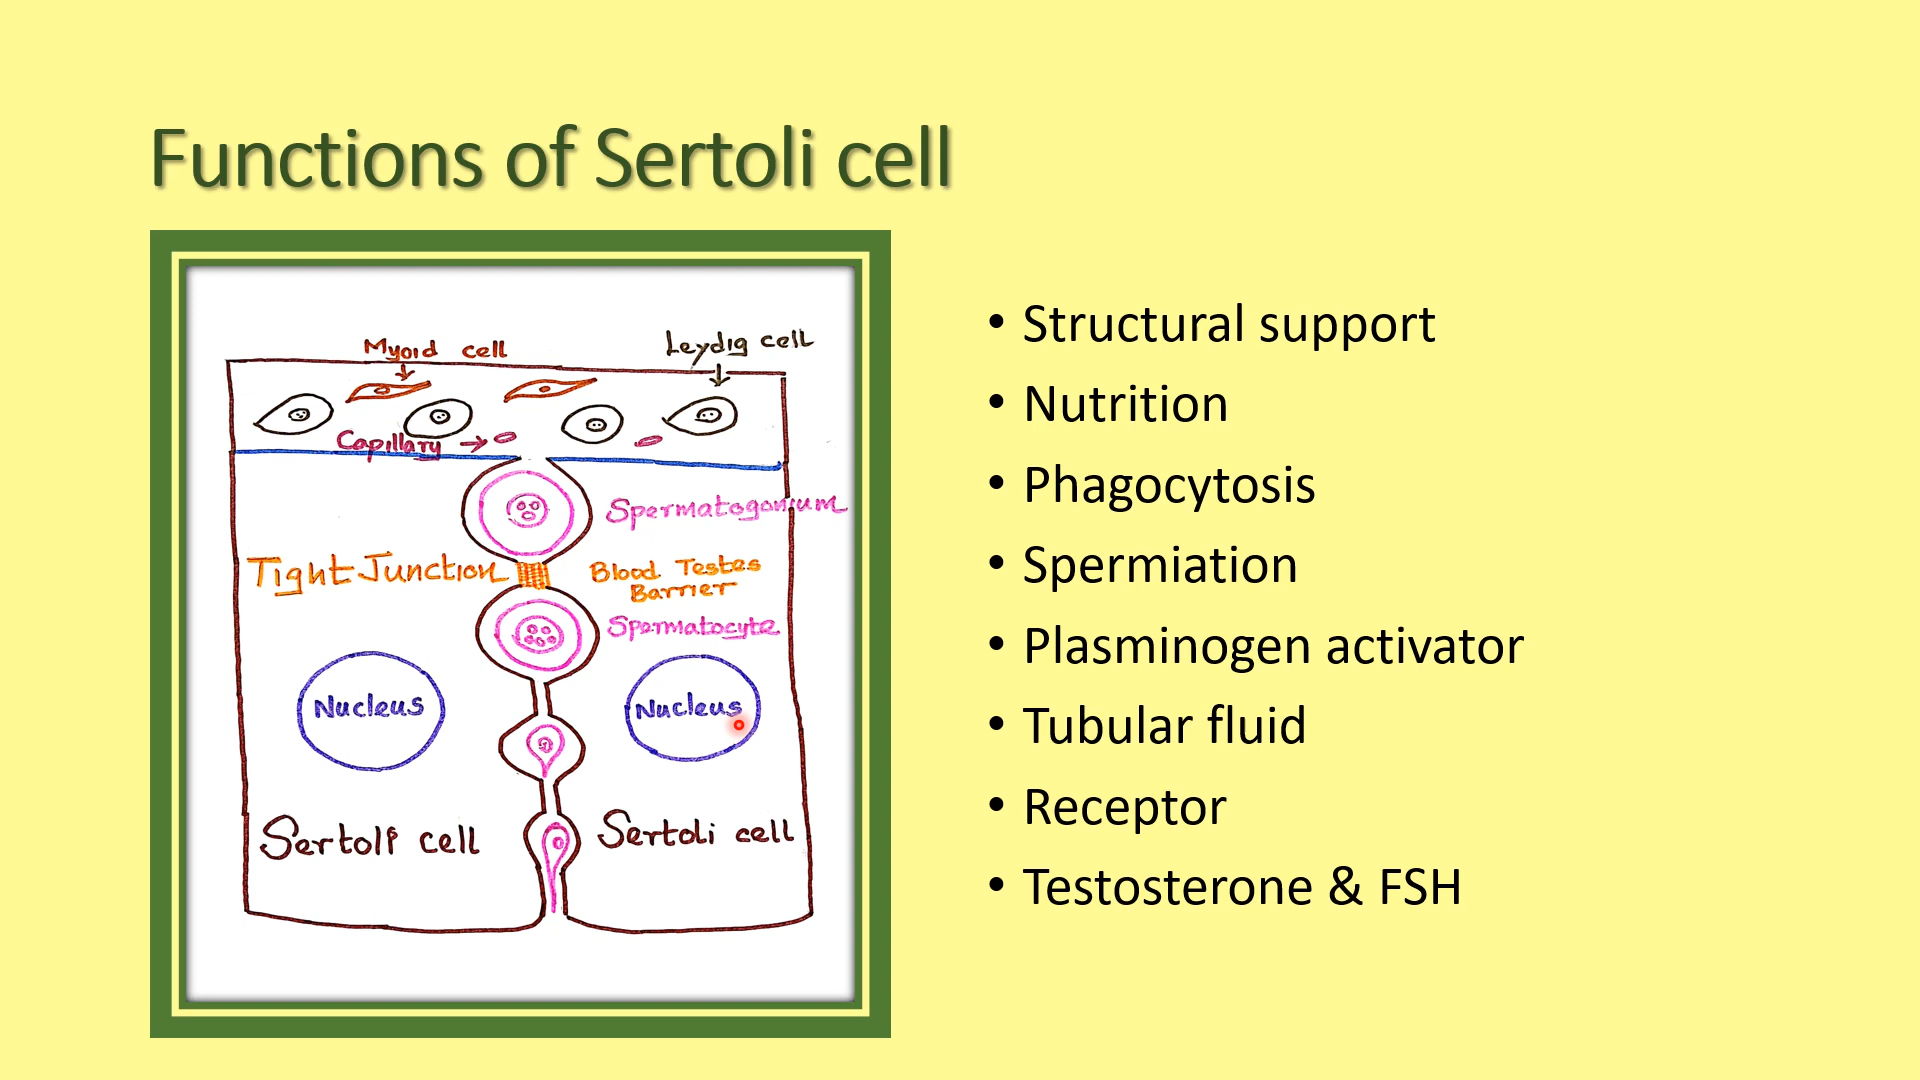 Functions of Sertoli cell
Myoid cell
Leydig cell
Capillary
Spermatogonium
Tight Junction
Blood Testes
Barrier
Spermatocyte
Nucleus
Nucleus
Sertoli cell
Sertoli cell
• Structural support
• Nutrition
• Phagocytosis
• Spermiation
• Plasminogen activator
• Tubular fluid
• Receptor
• Testosterone & FSH